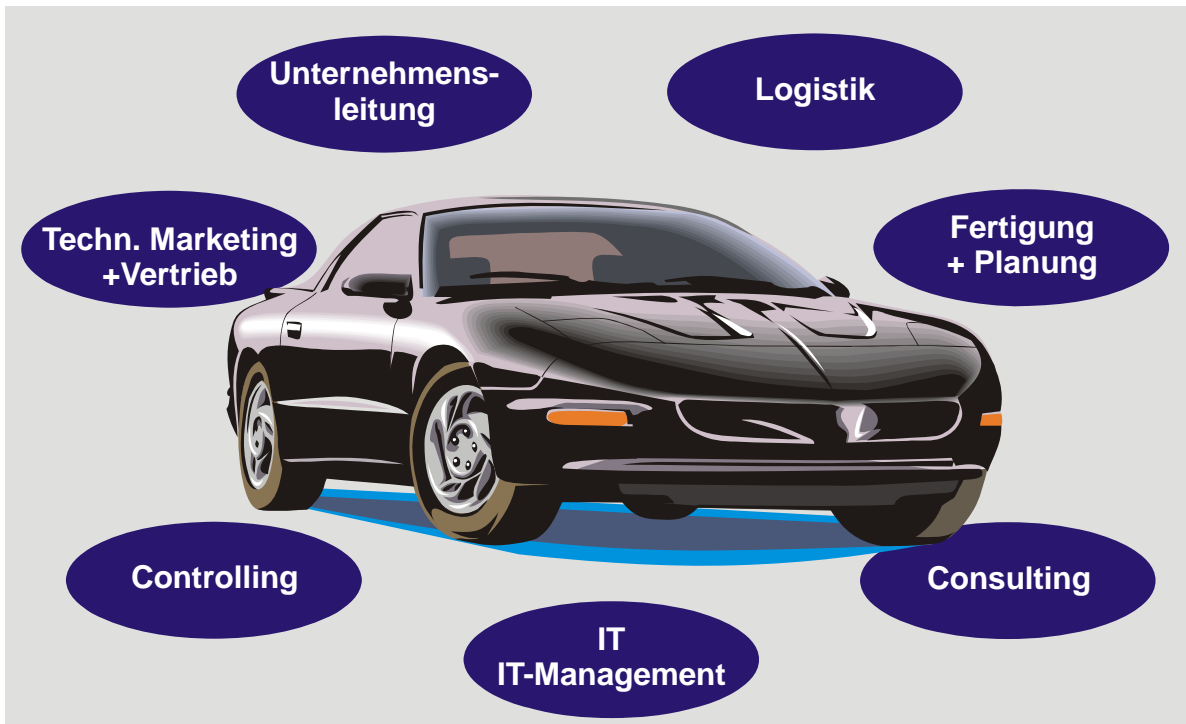 Unternehmens-
leitung
Logistik
Techn. Marketing
+Vertrieb
Fertigung
+ Planung
Controlling
Consulting
IT
IT-Management